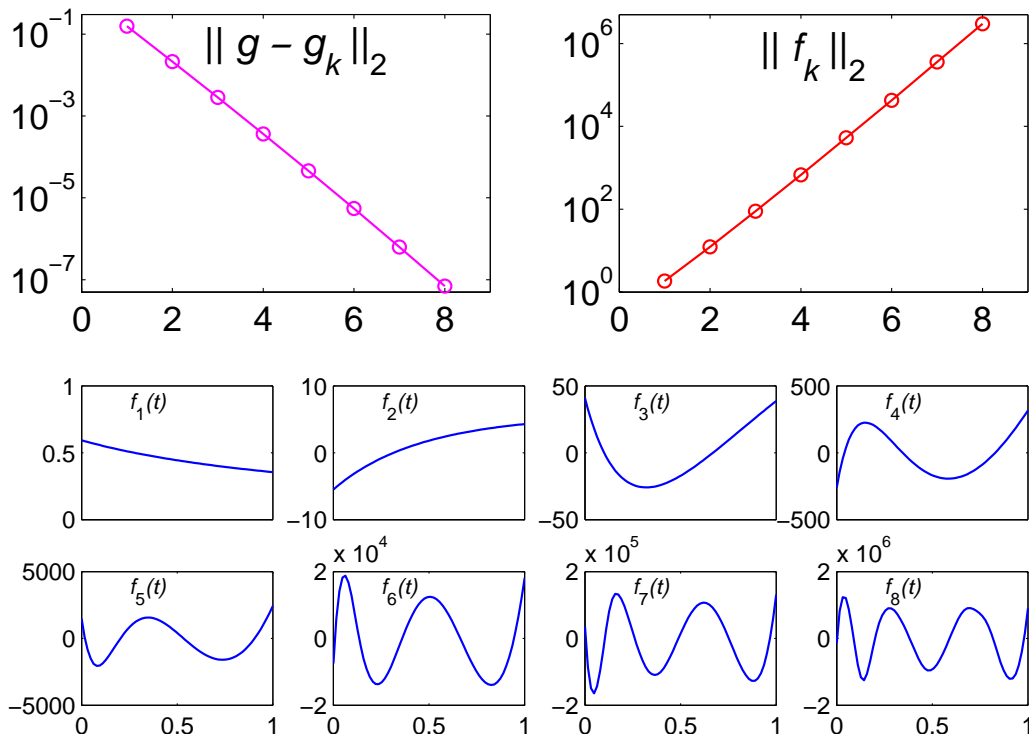 || g − g_k ||_2
10^−1
10^−3
10^−5
10^−7
0 2 4 6 8
|| f_k ||_2
10^6
10^4
10^2
10^0
0 2 4 6 8
f_1(t)
1
0.5
0
f_2(t)
10
0
−10
f_3(t)
50
0
−50
f_4(t)
500
0
−500
f_5(t)
5000
0
−5000
0 0.5 1
x 10^4
f_6(t)
2
0
−2
0 0.5 1
x 10^5
f_7(t)
2
0
−2
0 0.5 1
x 10^6
f_8(t)
2
0
−2
0 0.5 1